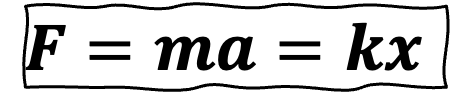 F = ma = kx